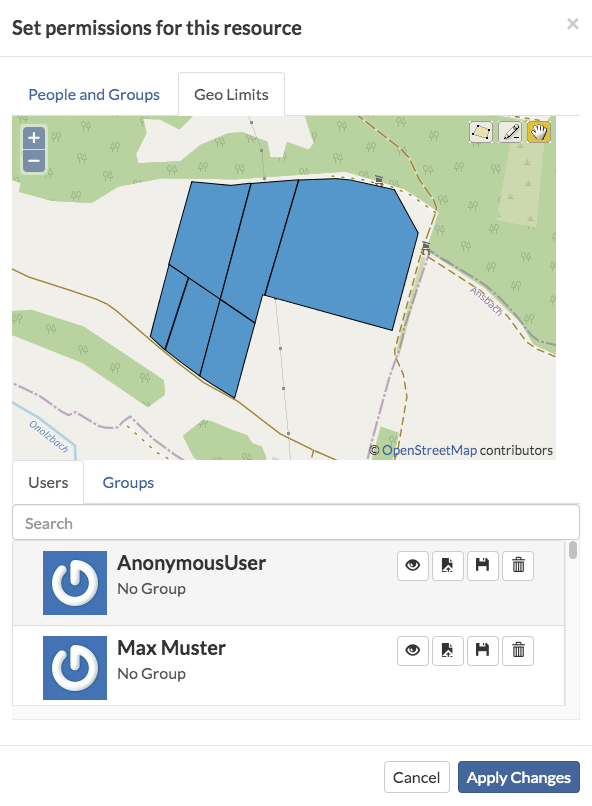 Set permissions for this resource
×
People and Groups
Geo Limits
+
−
Ansbach
Onolzbach
© OpenStreetMap contributors
Users
Groups
Search
AnonymousUser
No Group
Max Muster
No Group
Cancel
Apply Changes